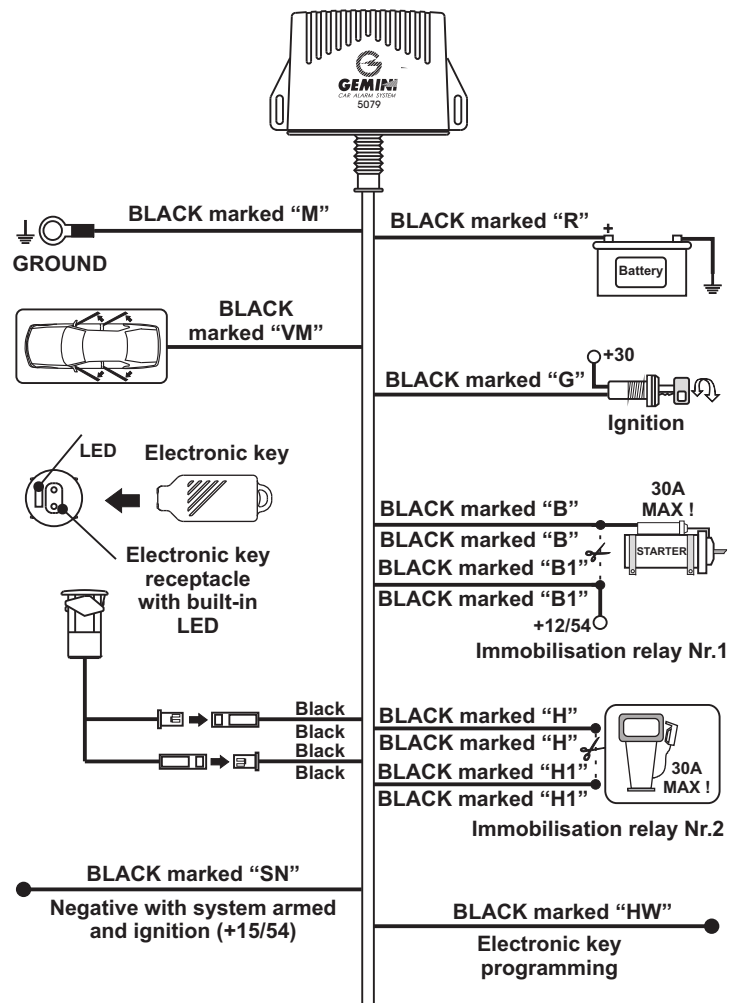 GEMINI
CAR ALARM SYSTEM
5079
BLACK marked “M”
GROUND
BLACK
marked “VM”
LED
Electronic key
Electronic key
receptacle
with built-in
LED
Black
Black
Black
Black
BLACK marked “SN”
Negative with system armed
and ignition (+15/54)
BLACK marked “R”
+
Battery
+30
BLACK marked “G”
Ignition
30A
MAX !
BLACK marked “B”
BLACK marked “B”
STARTER
BLACK marked “B1”
BLACK marked “B1”
+12/54
Immobilisation relay Nr.1
BLACK marked “H”
BLACK marked “H”
BLACK marked “H1”
BLACK marked “H1”
30A
MAX !
Immobilisation relay Nr.2
BLACK marked “HW”
Electronic key
programming